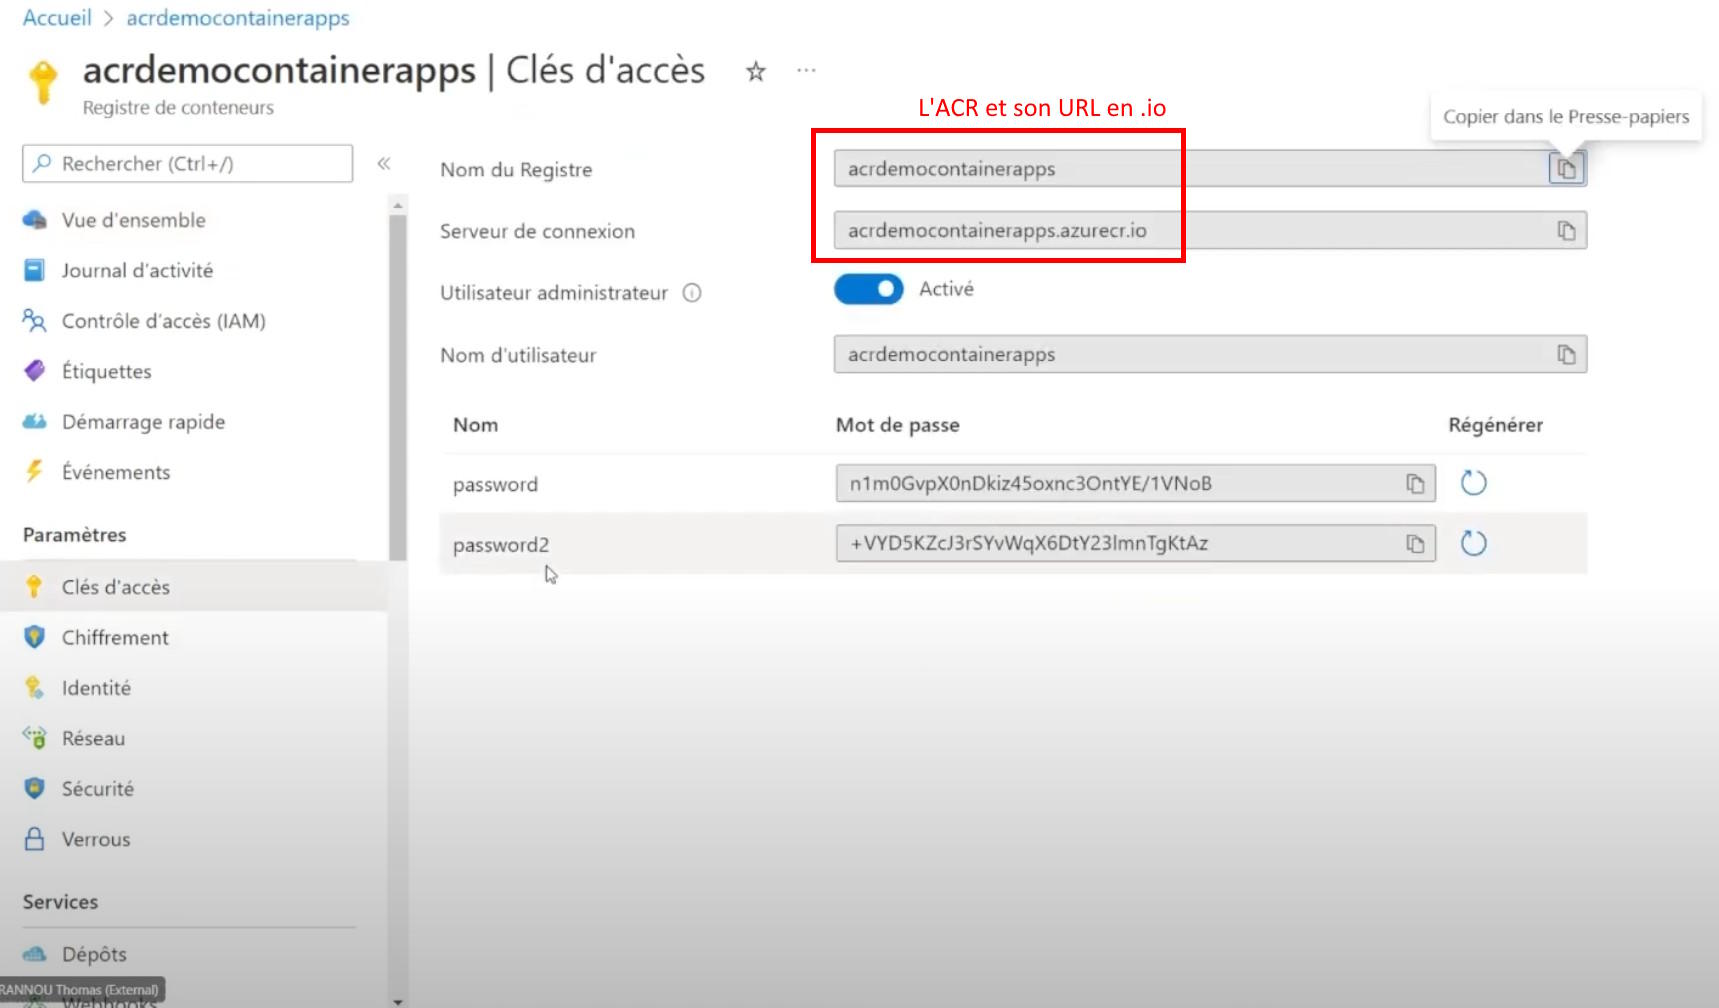 Accueil > acrdemocontainerapps
acrdemocontainerapps | Clés d'accès
Registre de conteneurs
L'ACR et son URL en .io
Copier dans le Presse-papiers
Rechercher (Ctrl+/)
Vue d'ensemble
Journal d'activité
Contrôle d'accès (IAM)
Étiquettes
Démarrage rapide
Événements
Paramètres
Clés d'accès
Chiffrement
Identité
Réseau
Sécurité
Verrous
Services
Dépôts
Webhooks
RANNOU Thomas (External)
Nom du Registre acrdemocontainerapps
Serveur de connexion acrdemocontainerapps.azurecr.io
Utilisateur administrateur Activé
Nom d'utilisateur acrdemocontainerapps
Nom Mot de passe Régénérer
password n1m0GvpX0nDkiz45oxnc3OntYE/1VNoB
password2 +VYD5KZcJ3rSYvWqX6DtY23lmnTgKtAz